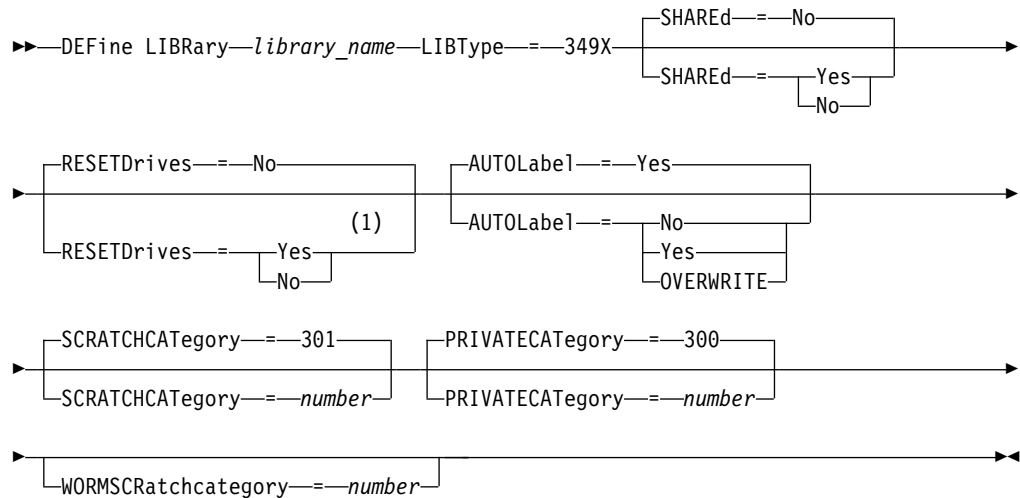 SHAREd = No
DEFine LIBRary library_name LIBType = 349X
SHAREd = Yes
No
RESETDrives = No
AUTOLabel = Yes
(1)
RESETDrives = Yes
No
AUTOLabel = No
Yes
OVERWRITE
SCRATCHCATegory = 301
PRIVATECATegory = 300
SCRATCHCATegory = number
PRIVATECATegory = number
WORMSCRatchcategory = number